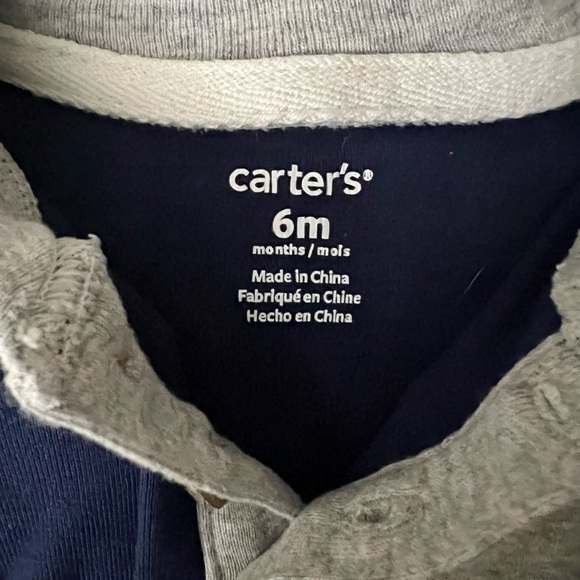 carter's®
6m
months / mois
Made in China
Fabriqué en Chine
Hecho en China